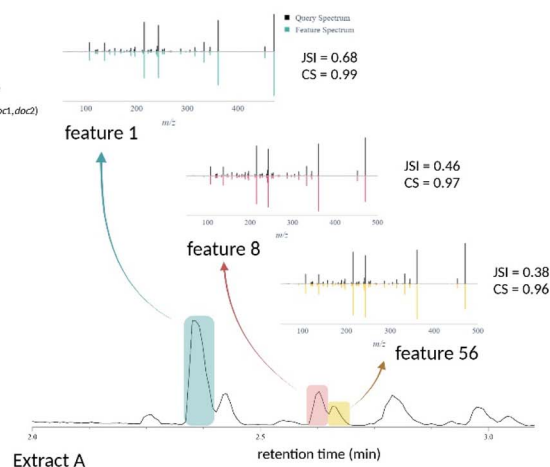 Query Spectrum
Feature Spectrum
JSI = 0.68
CS = 0.99
100 200 300 400
m/z
oc1,doc2)
feature 1
JSI = 0.46
CS = 0.97
100 200 300 400 500
m/z
feature 8
JSI = 0.38
CS = 0.96
100 200 300 400 500
m/z
feature 56
2.0 2.5 3.0
retention time (min)
Extract A